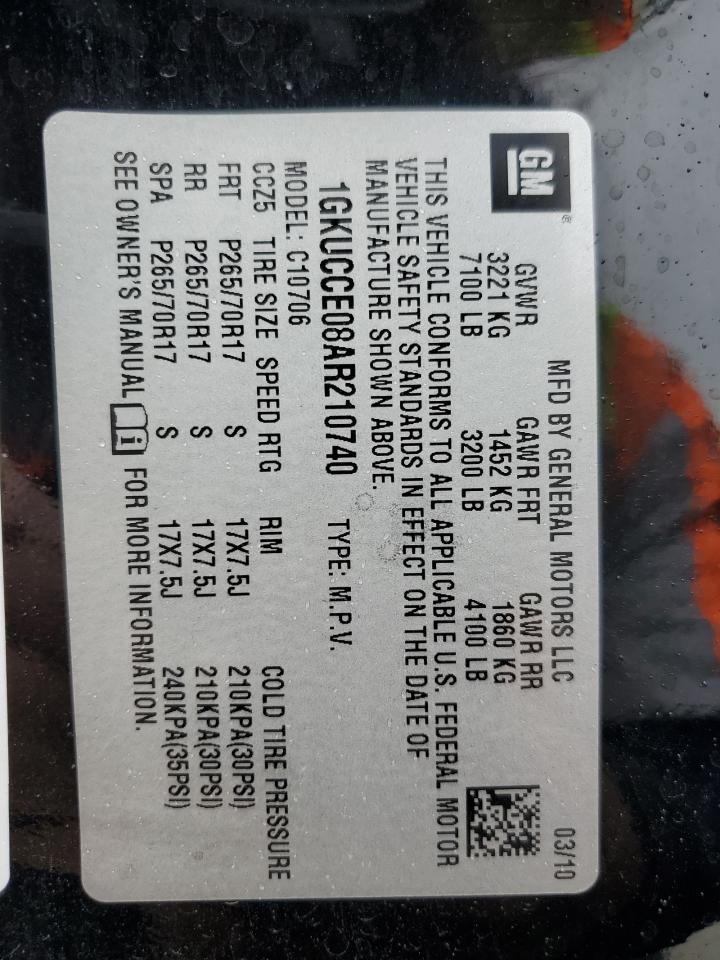 GM ®
MFD BY GENERAL MOTORS LLC 03/10
GVWR GAWR FRT GAWR RR
3221 KG 1452 KG 1860 KG
7100 LB 3200 LB 4100 LB
THIS VEHICLE CONFORMS TO ALL APPLICABLE U.S. FEDERAL MOTOR
VEHICLE SAFETY STANDARDS IN EFFECT ON THE DATE OF
MANUFACTURE SHOWN ABOVE.
1GKUCCE08AR210740 TYPE: M.P.V.
MODEL: C10706
CCZ5 TIRE SIZE SPEED RTG RIM COLD TIRE PRESSURE
FRT P265/70R17 S 17X7.5J 210KPA(30PSI)
RR P265/70R17 S 17X7.5J 210KPA(30PSI)
SPA P265/70R17 S 17X7.5J 240KPA(35PSI)
SEE OWNER'S MANUAL i FOR MORE INFORMATION.